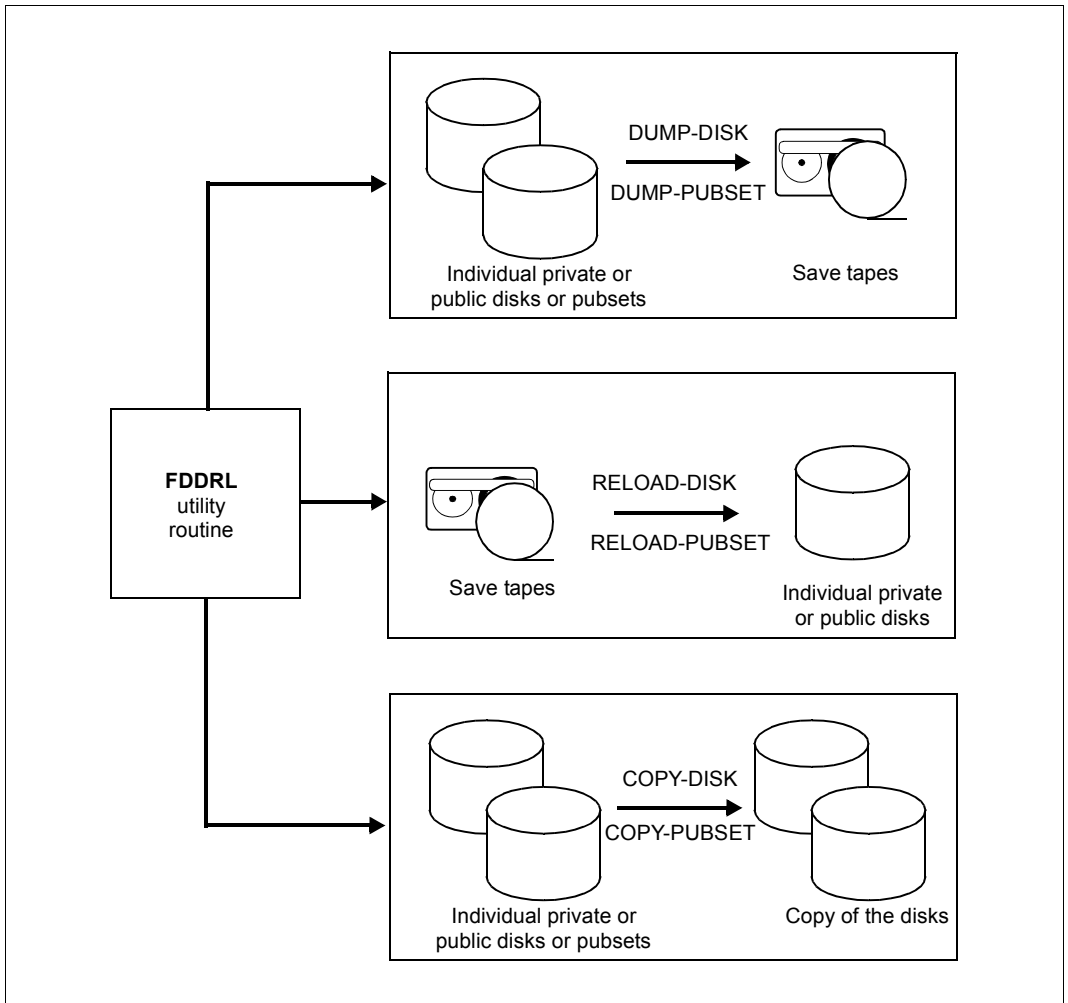 DUMP-DISK
DUMP-PUBSET
Individual private or
public disks or pubsets
Save tapes
FDDRL
utility
routine
RELOAD-DISK
RELOAD-PUBSET
Save tapes
Individual private
or public disks
COPY-DISK
COPY-PUBSET
Individual private or
public disks or pubsets
Copy of the disks